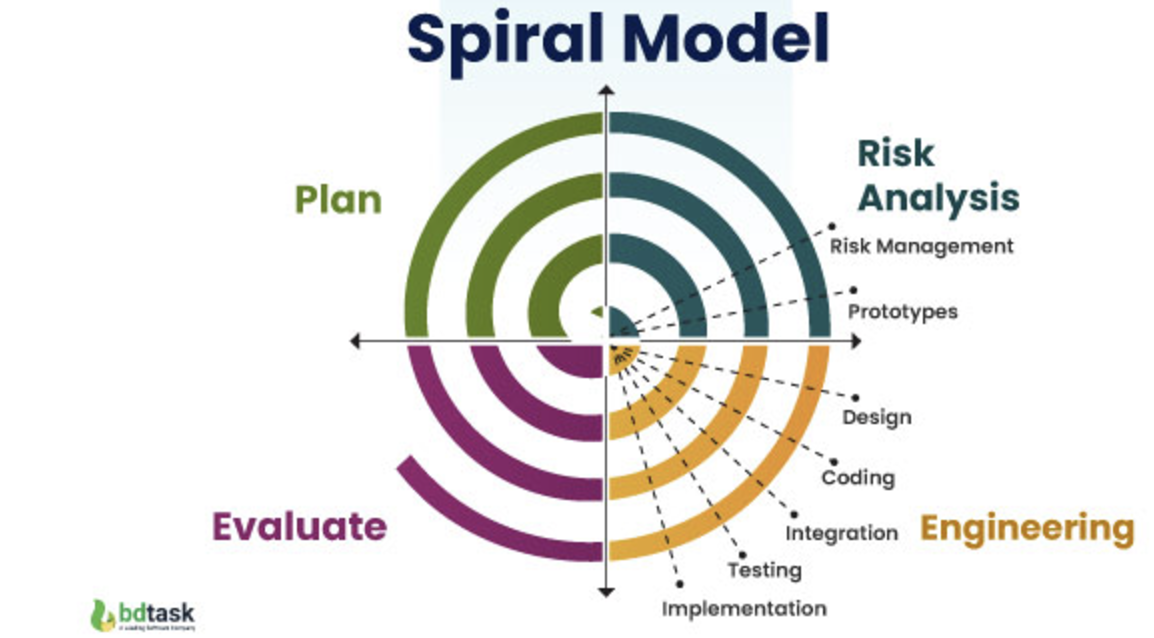 Spiral Model
Plan
Risk
Analysis
Risk Management
Prototypes
Design
Coding
Integration
Engineering
Testing
Implementation
Evaluate
bdtask
A Leading Software Company